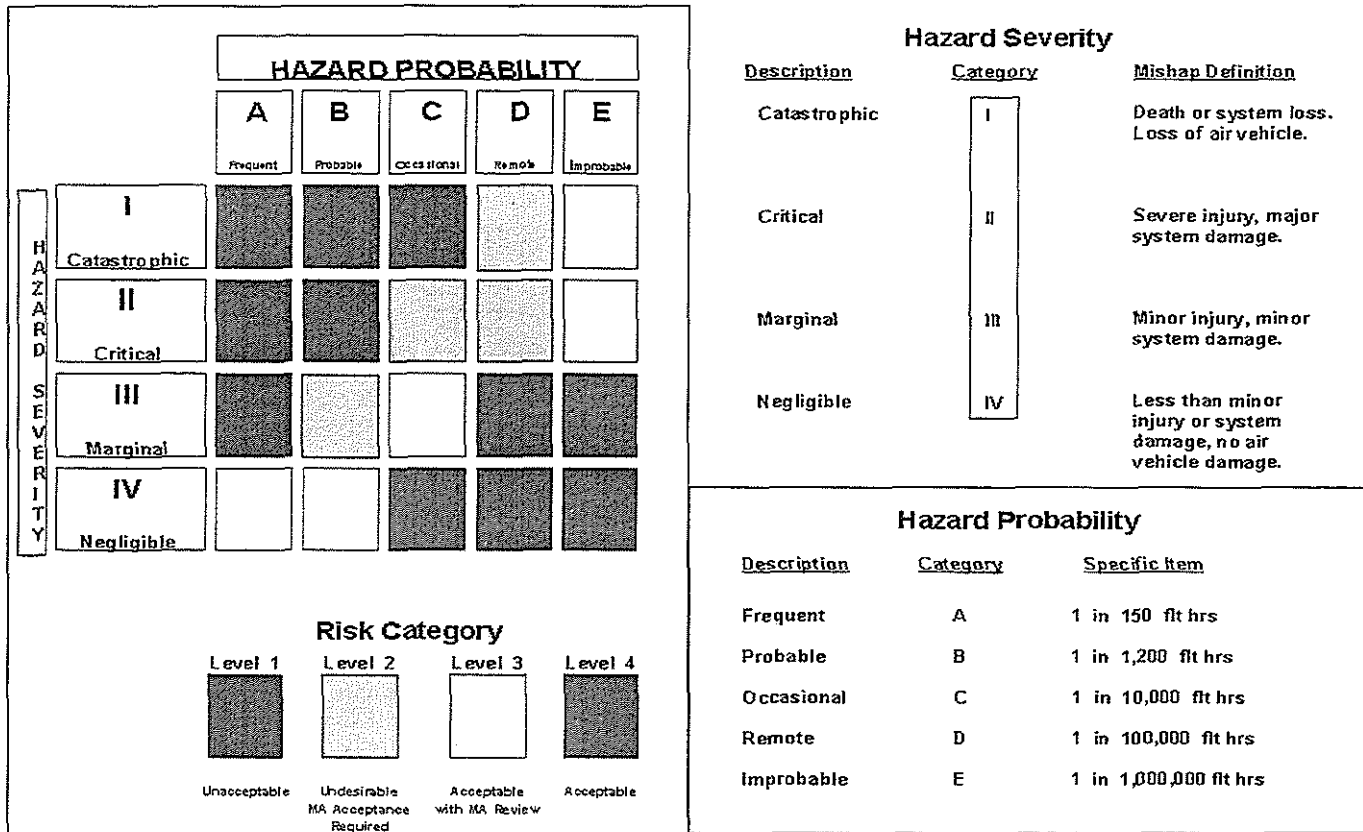 HAZARD PROBABILITY
A B C D E
Frequent Probable Occasional Remote Improbable
HAZARD SEVERITY
I
Catastrophic
II
Critical
III
Marginal
IV
Negligible
Risk Category
Level 1 Level 2 Level 3 Level 4
Unacceptable Undesirable Acceptable Acceptable
MA Acceptance with MA Review
Required
Hazard Severity
Description Category Mishap Definition
Catastrophic I Death or system loss.
Loss of air vehicle.
Critical II Severe injury, major
system damage.
Marginal III Minor injury, minor
system damage.
Negligible IV Less than minor
injury or system
damage, no air
vehicle damage.
Hazard Probability
Description Category Specific Item
Frequent A 1 in 150 flt hrs
Probable B 1 in 1,200 flt hrs
Occasional C 1 in 10,000 flt hrs
Remote D 1 in 100,000 flt hrs
Improbable E 1 in 1,000,000 flt hrs